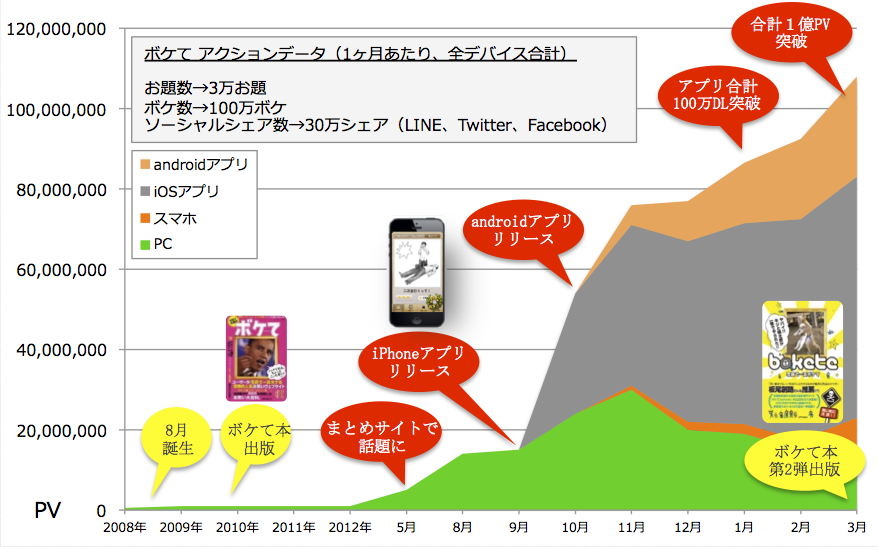 120,000,000
100,000,000
80,000,000
60,000,000
40,000,000
20,000,000
0
PV
ボケて アクションデータ（1ヶ月あたり、全デバイス合計）
お題数→3万お題
ボケ数→100万ボケ
ソーシャルシェア数→30万シェア（LINE、Twitter、Facebook）
androidアプリ
iOSアプリ
スマホ
PC
合計１億PV
突破
アプリ合計
100万DL突破
androidアプリ
リリース
iPhoneアプリ
リリース
まとめサイトで
話題に
8月
誕生
ボケて
ボケて本
出版
bokete
ボケて本
第2弾出版
2008年
2009年
2010年
2011年
2012年
5月
8月
9月
10月
11月
12月
1月
2月
3月